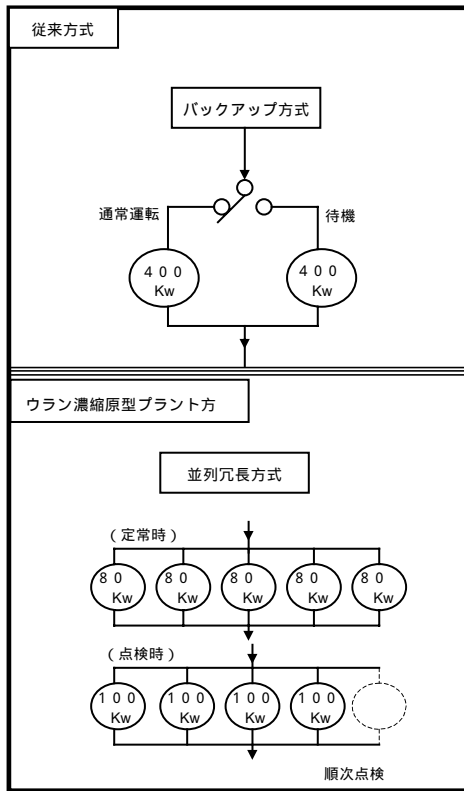 従来方式
バックアップ方式
通常運転
待機
４００
Kw
４００
Kw
ウラン濃縮原型プラント方
並列冗長方式
（定常時）
８０
Kw
８０
Kw
８０
Kw
８０
Kw
８０
Kw
（点検時）
１００
Kw
１００
Kw
１００
Kw
１００
Kw
順次点検